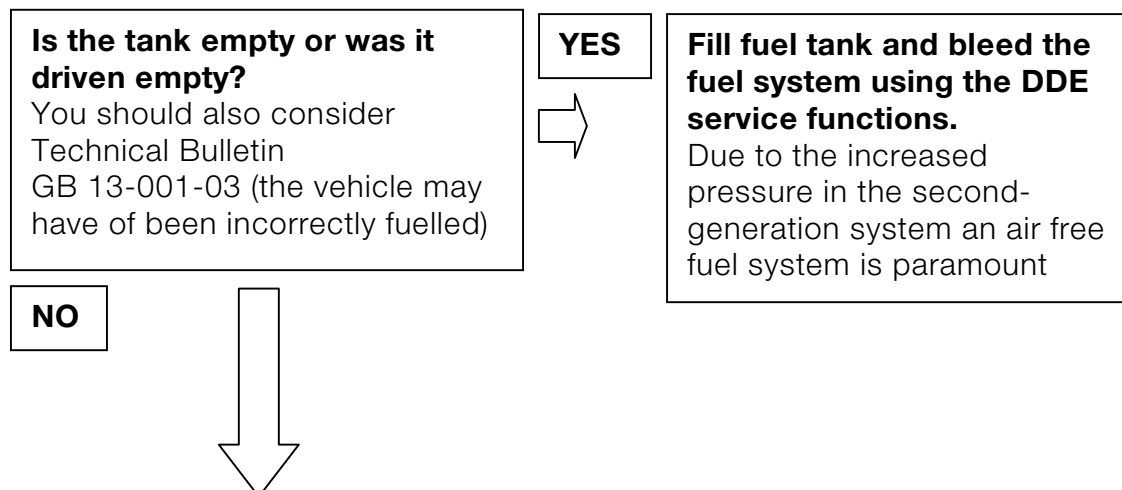 Is the tank empty or was it
driven empty?
You should also consider
Technical Bulletin
GB 13-001-03 (the vehicle may
have of been incorrectly fuelled)
YES
Fill fuel tank and bleed the
fuel system using the DDE
service functions.
Due to the increased
pressure in the second-
generation system an air free
fuel system is paramount
NO